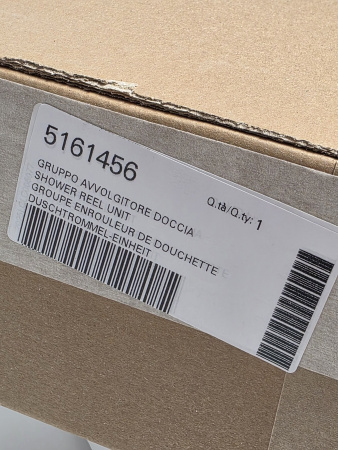 5161456
GRUPPO AVVOLGITORE DOCCIA
SHOWER REEL UNIT
GROUPE ENROULEUR DE DOUCHETTE
DUSCHTROMMEL-EINHEIT
Q.tà/Q.ty: 1